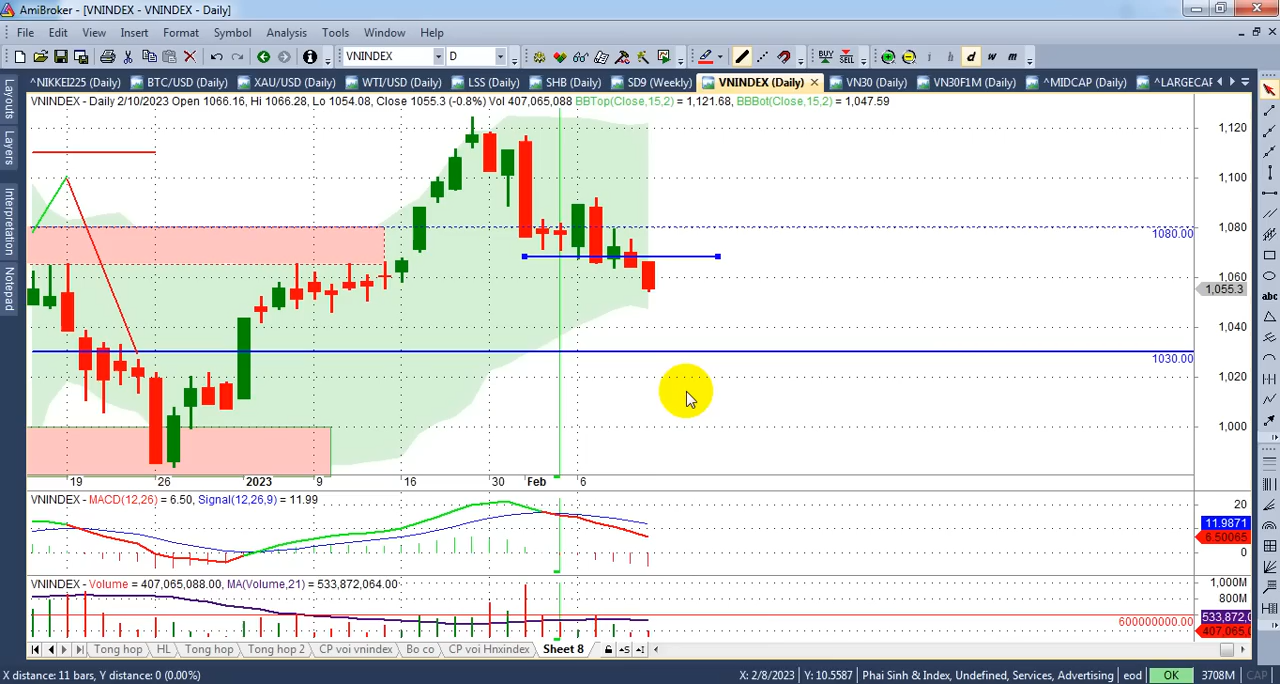 AmiBroker - [VNINDEX - VNINDEX - Daily]
File Edit View Insert Format Symbol Analysis Tools Window Help
VNINDEX D BUY SELL i h d w m
^NIKKEI225 (Daily) BTC/USD (Daily) XAU/USD (Daily) WTI/USD (Daily) LSS (Daily) SHB (Daily) SD9 (Weekly) VNINDEX (Daily) VN30 (Daily) VN30F1M (Daily) ^MIDCAP (Daily) ^LARGECAR
Layouts
Layers
Interpretation
Notepad
VNINDEX - Daily 2/10/2023 Open 1066.16, Hi 1066.28, Lo 1054.08, Close 1055.3 (-0.8%) Vol 407,065,088 BBTop(Close,15,2) = 1,121.68, BBBot(Close,15,2) = 1,047.59
1,120
1,100
1,080
1080.00
1,060
1,055.3
1,040
1030.00
1,020
1,000
abc
19 26 2023 9 16 30 Feb 6
VNINDEX - MACD(12,26) = 6.50, Signal(12,26,9) = 11.99
20
11.9871
6.50065
0
VNINDEX - Volume = 407,065,088.00, MA(Volume,21) = 533,872,064.00
1,000M
800M
533,872,0
600000000.00
407,065,0
Tong hop HL Tong hop Tong hop 2 CP voi vnindex Bo co CP voi Hnxindex Sheet 8
X distance: 11 bars, Y distance: 0 (0.00%) X: 2/8/2023 Y: 10.5587 Phai Sinh & Index, Undefined, Services, Advertising eod OK 3708M CAP